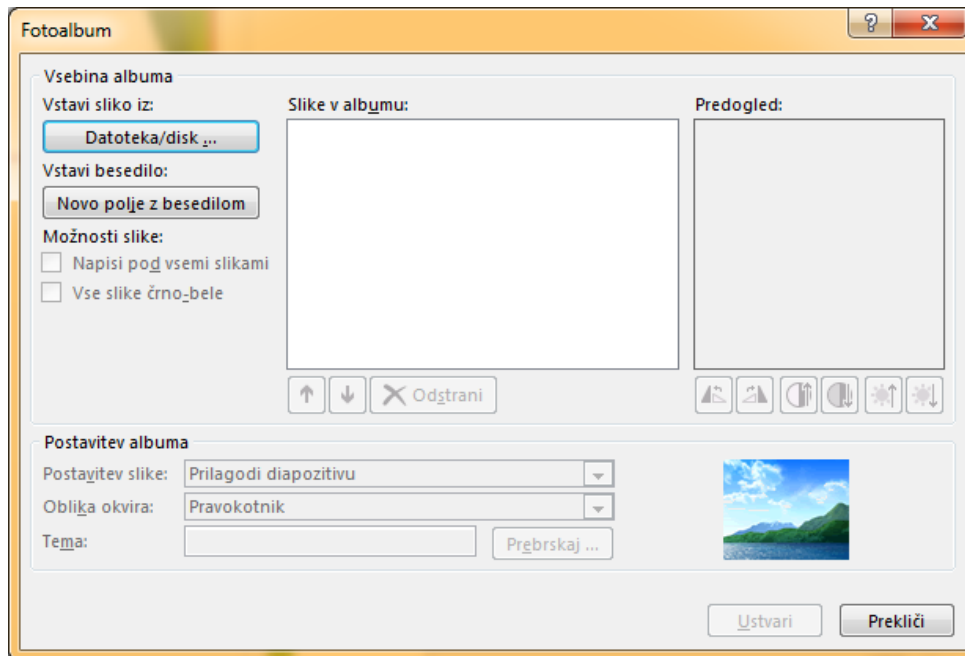 Fotoalbum
Vsebina albuma
Vstavi sliko iz:
Datoteka/disk ...
Vstavi besedilo:
Novo polje z besedilom
Možnosti slike:
Napisi pod vsemi slikami
Vse slike črno-bele
Slike v albumu:
Odstrani
Predogled:
Postavitev albuma
Postavitev slike: Prilagodi diapozitivu
Oblika okvira: Pravokotnik
Tema:
Prebrskaj ...
Ustvari
Prekliči